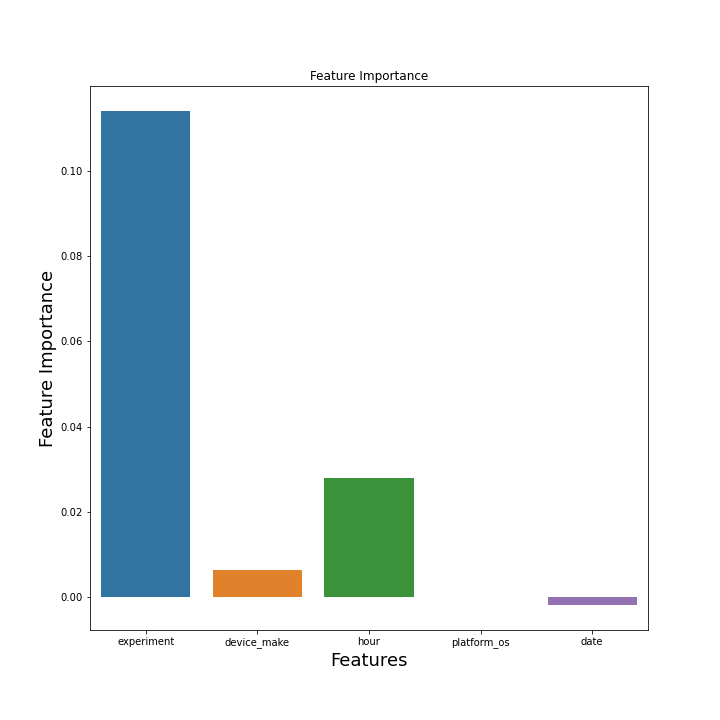 Feature Importance
Feature Importance
0.10
0.08
0.06
0.04
0.02
0.00
experiment device_make hour platform_os date
Features